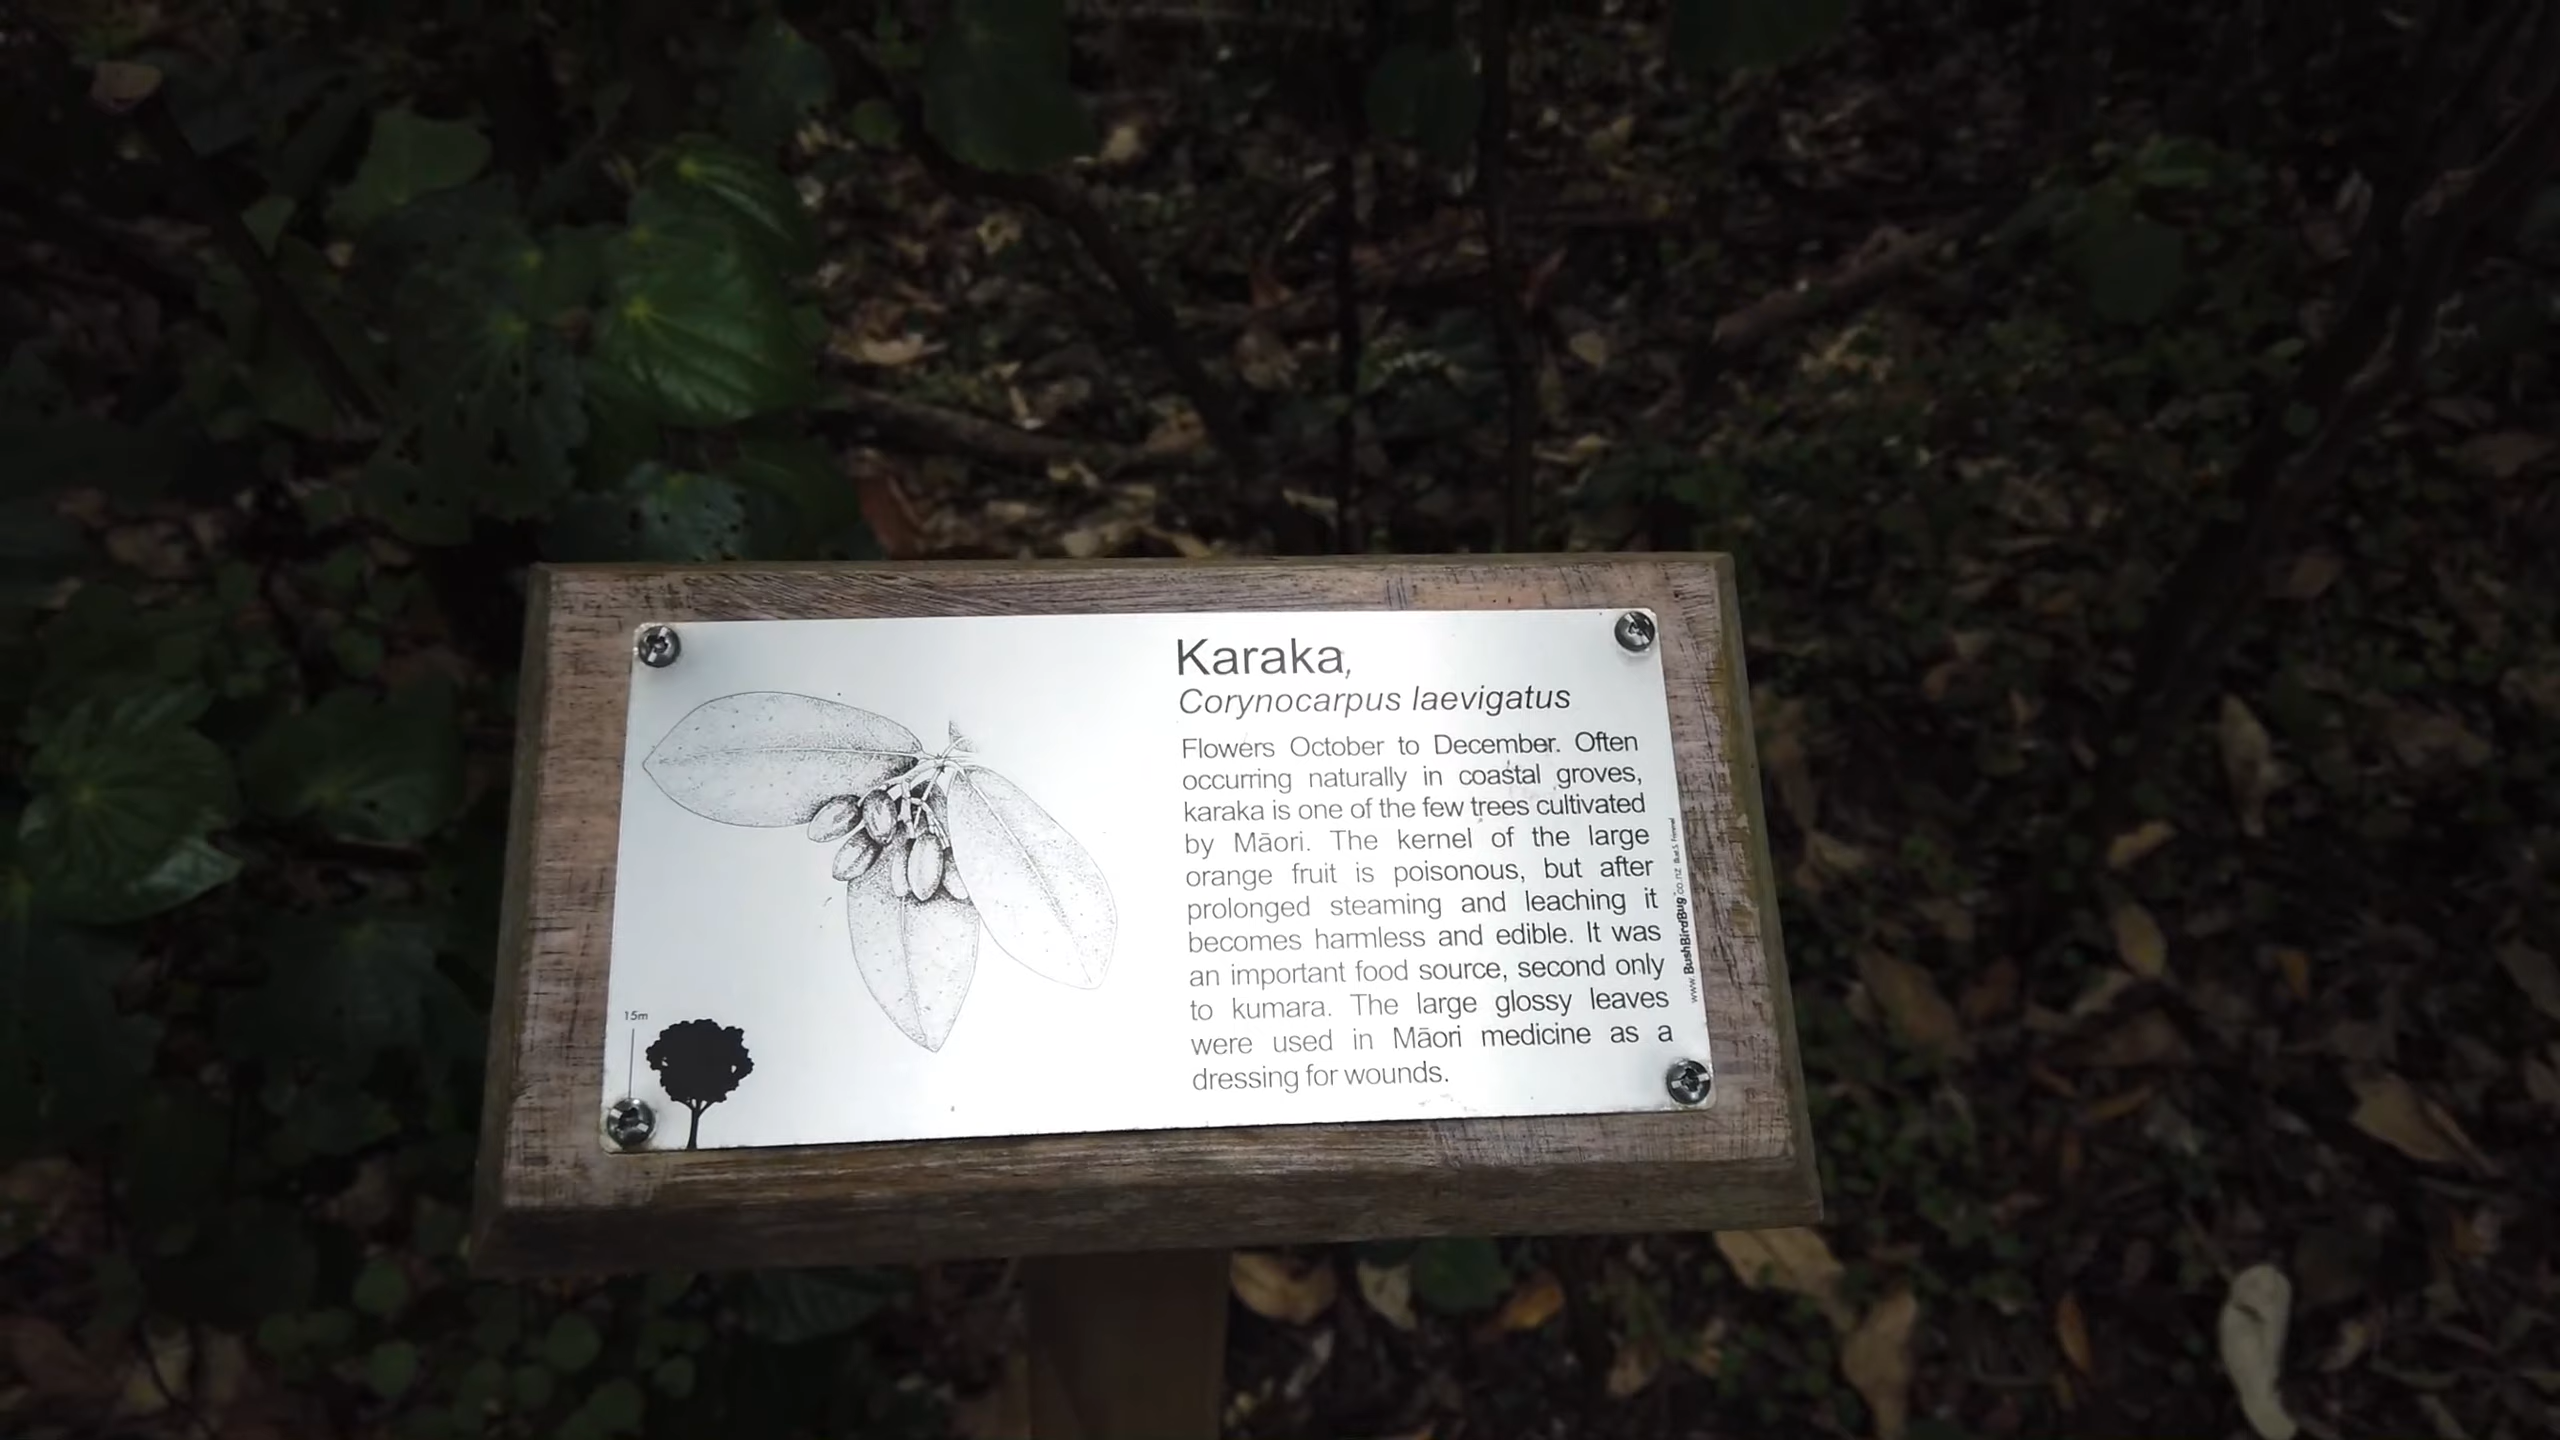 Karaka,
Corynocarpus laevigatus
Flowers October to December. Often
occurring naturally in coastal groves,
karaka is one of the few trees cultivated
by Māori. The kernel of the large
orange fruit is poisonous, but after
prolonged steaming and leaching it
becomes harmless and edible. It was
an important food source, second only
to kumara. The large glossy leaves
were used in Māori medicine as a
dressing for wounds.
www.BushBirdBug.co.nz
15m